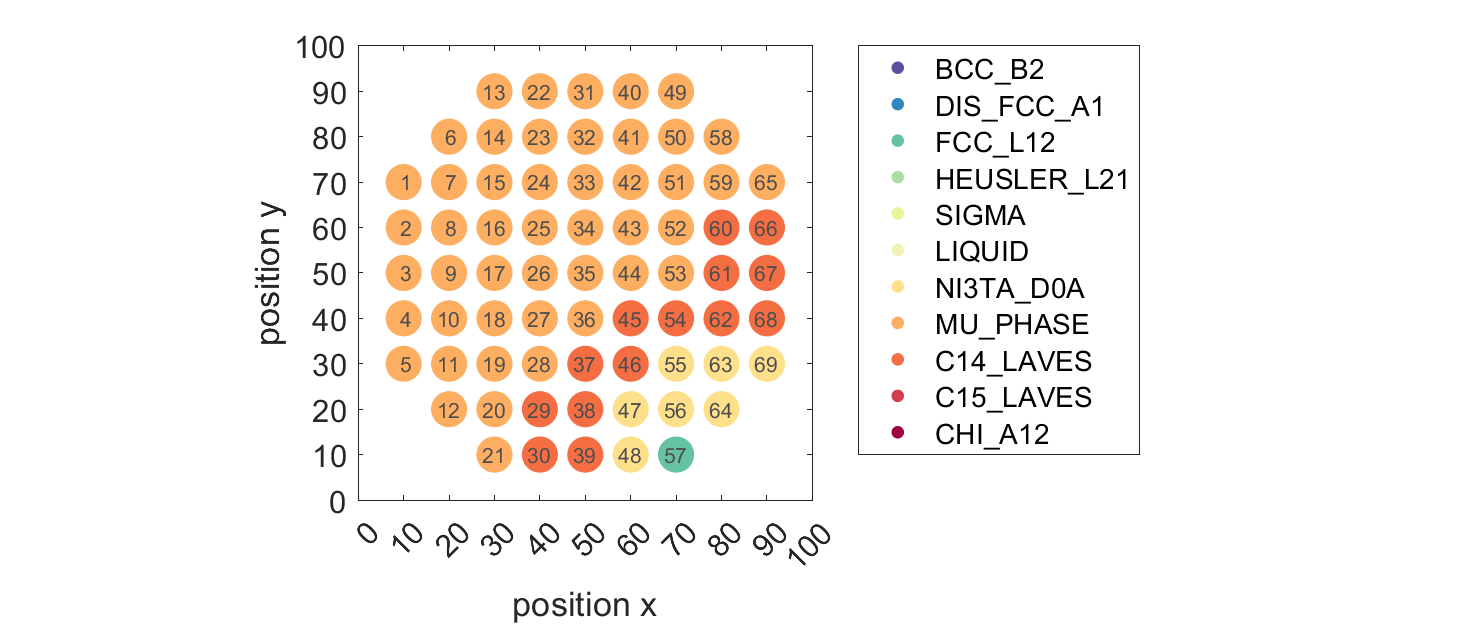 100
90
80
70
60
50
40
30
20
10
0
13 22 31 40 49
6 14 23 32 41 50 58
1 7 15 24 33 42 51 59 65
2 8 16 25 34 43 52 60 66
3 9 17 26 35 44 53 61 67
4 10 18 27 36 45 54 62 68
5 11 19 28 37 46 55 63 69
12 20 29 38 47 56 64
21 30 39 48 57
0 10 20 30 40 50 60 70 80 90 100
position x
position y
BCC_B2
DIS_FCC_A1
FCC_L12
HEUSLER_L21
SIGMA
LIQUID
NI3TA_D0A
MU_PHASE
C14_LAVES
C15_LAVES
CHI_A12